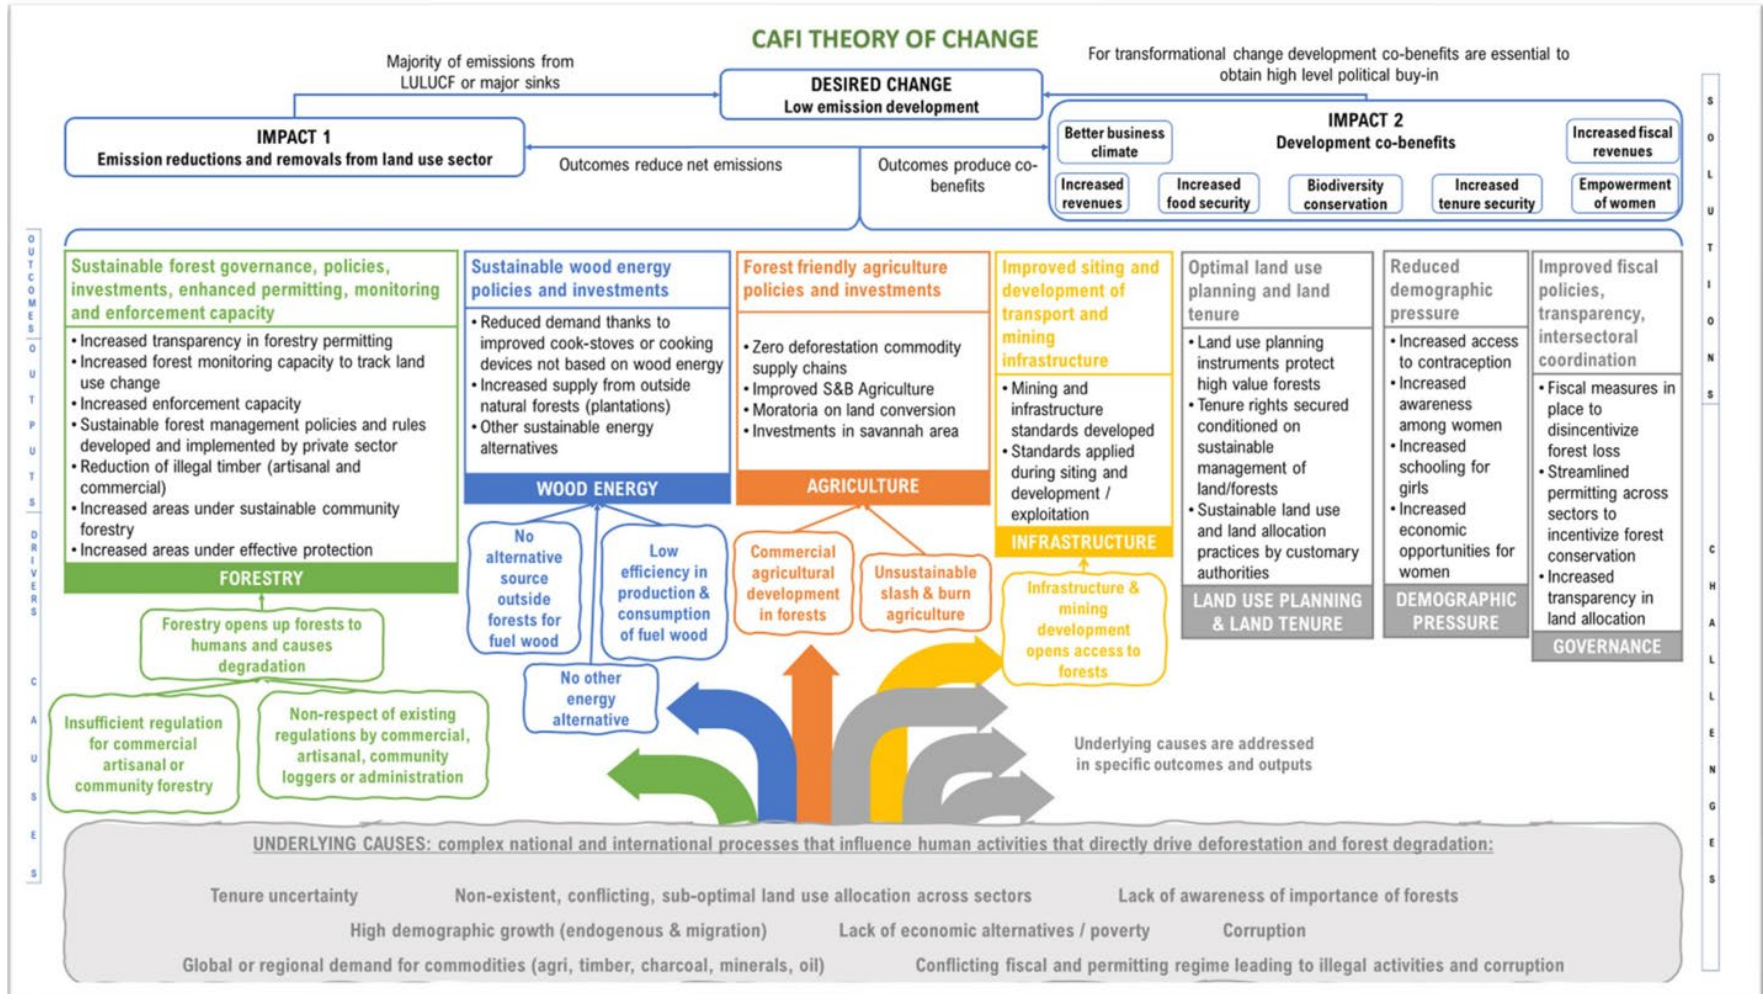 CAFI THEORY OF CHANGE
Majority of emissions from
LULUCF or major sinks
DESIRED CHANGE
Low emission development
For transformational change development co-benefits are essential to
obtain high level political buy-in
IMPACT 1
Emission reductions and removals from land use sector
Outcomes reduce net emissions
Outcomes produce co-
benefits
IMPACT 2
Development co-benefits
Better business
climate
Increased fiscal
revenues
Increased
revenues
Increased
food security
Biodiversity
conservation
Increased
tenure security
Empowerment
of women
SOLUTIONS
CHALLENGES
OUTCOMES
OUTPUTS
DRIVERS
CAUSES
Sustainable forest governance, policies,
investments, enhanced permitting, monitoring
and enforcement capacity
• Increased transparency in forestry permitting
• Increased forest monitoring capacity to track land
use change
• Increased enforcement capacity
• Sustainable forest management policies and rules
developed and implemented by private sector
• Reduction of illegal timber (artisanal and
commercial)
• Increased areas under sustainable community
forestry
• Increased areas under effective protection
FORESTRY
Forestry opens up forests to
humans and causes
degradation
Insufficient regulation
for commercial
artisanal or
community forestry
Non-respect of existing
regulations by commercial,
artisanal, community
loggers or administration
Sustainable wood energy
policies and investments
• Reduced demand thanks to
improved cook-stoves or cooking
devices not based on wood energy
• Increased supply from outside
natural forests (plantations)
• Other sustainable energy
alternatives
WOOD ENERGY
No
alternative
source
outside
forests for
fuel wood
Low
efficiency in
production &
consumption
of fuel wood
No other
energy
alternative
Forest friendly agriculture
policies and investments
• Zero deforestation commodity
supply chains
• Improved S&B Agriculture
• Moratoria on land conversion
• Investments in savannah area
AGRICULTURE
Commercial
agricultural
development
in forests
Unsustainable
slash & burn
agriculture
Improved siting and
development of
transport and
mining
infrastructure
• Mining and
infrastructure
standards developed
• Standards applied
during siting and
development /
exploitation
INFRASTRUCTURE
Infrastructure &
mining
development
opens access to
forests
Optimal land use
planning and land
tenure
• Land use planning
instruments protect
high value forests
• Tenure rights secured
conditioned on
sustainable
management of
land/forests
• Sustainable land use
and land allocation
practices by customary
authorities
LAND USE PLANNING
& LAND TENURE
Reduced
demographic
pressure
• Increased access
to contraception
• Increased
awareness
among women
• Increased
schooling for
girls
• Increased
economic
opportunities for
women
DEMOGRAPHIC
PRESSURE
Improved fiscal
policies,
transparency,
intersectoral
coordination
• Fiscal measures in
place to
disincentivize
forest loss
• Streamlined
permitting across
sectors to
incentivize forest
conservation
• Increased
transparency in
land allocation
GOVERNANCE
Underlying causes are addressed
in specific outcomes and outputs
UNDERLYING CAUSES: complex national and international processes that influence human activities that directly drive deforestation and forest degradation:
Tenure uncertainty
Non-existent, conflicting, sub-optimal land use allocation across sectors
Lack of awareness of importance of forests
High demographic growth (endogenous & migration)
Lack of economic alternatives / poverty
Corruption
Global or regional demand for commodities (agri, timber, charcoal, minerals, oil)
Conflicting fiscal and permitting regime leading to illegal activities and corruption